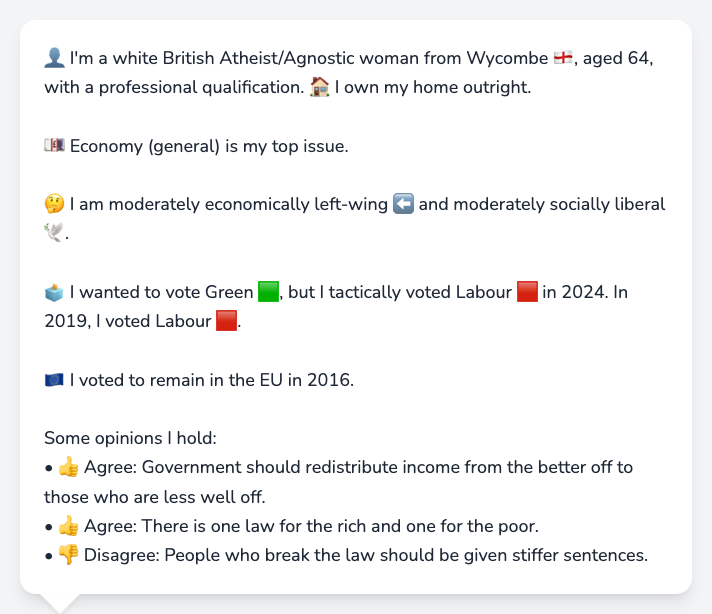 👤 I'm a white British Atheist/Agnostic woman from Wycombe 🏴󠁧󠁢󠁥󠁮󠁧󠁿, aged 64,
with a professional qualification. 🏠 I own my home outright.
💷 Economy (general) is my top issue.
🤔 I am moderately economically left-wing ⬅️ and moderately socially liberal
🕊️.
🗳️ I wanted to vote Green 🟩, but I tactically voted Labour 🟥 in 2024. In
2019, I voted Labour 🟥.
🇪🇺 I voted to remain in the EU in 2016.
Some opinions I hold:
• 👍 Agree: Government should redistribute income from the better off to
those who are less well off.
• 👍 Agree: There is one law for the rich and one for the poor.
• 👎 Disagree: People who break the law should be given stiffer sentences.